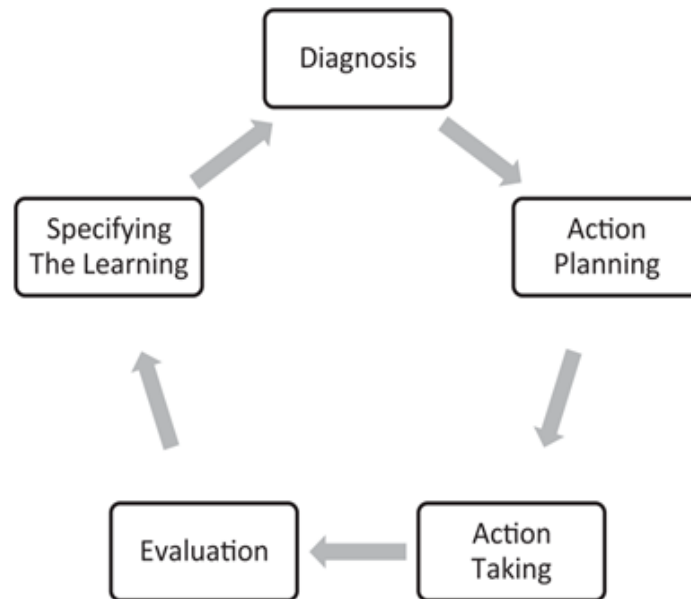 Diagnosis
Action
Planning
Action
Taking
Evaluation
Specifying
The Learning